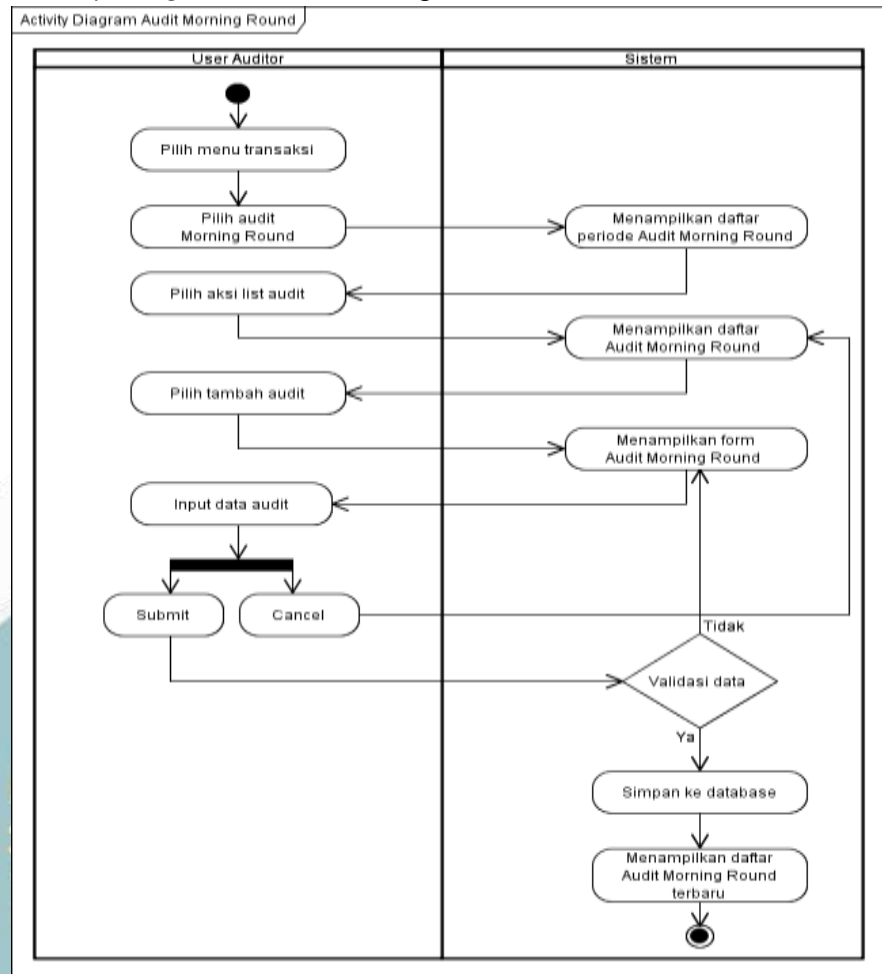 Activity Diagram Audit Morning Round
User Auditor
Sistem
Pilih menu transaksi
Pilih audit
Morning Round
Menampilkan daftar
periode Audit Morning Round
Pilih aksi list audit
Menampilkan daftar
Audit Morning Round
Pilih tambah audit
Menampilkan form
Audit Morning Round
Input data audit
Submit
Cancel
Tidak
Validasi data
Ya
Simpan ke database
Menampilkan daftar
Audit Morning Round
terbaru